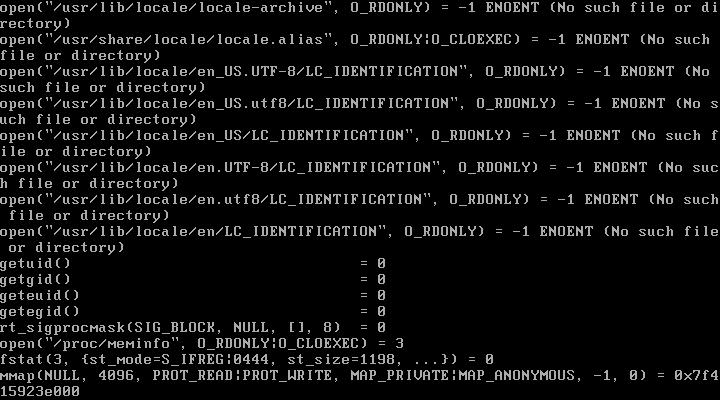 open("/usr/lib/locale/locale-archive", O_RDONLY) = -1 ENOENT (No such file or di
rectory)
open("/usr/share/locale/locale.alias", O_RDONLY¦O_CLOEXEC) = -1 ENOENT (No such 
file or directory)
open("/usr/lib/locale/en_US.UTF-8/LC_IDENTIFICATION", O_RDONLY) = -1 ENOENT (No 
such file or directory)
open("/usr/lib/locale/en_US.utf8/LC_IDENTIFICATION", O_RDONLY) = -1 ENOENT (No s
uch file or directory)
open("/usr/lib/locale/en_US/LC_IDENTIFICATION", O_RDONLY) = -1 ENOENT (No such f
ile or directory)
open("/usr/lib/locale/en.UTF-8/LC_IDENTIFICATION", O_RDONLY) = -1 ENOENT (No suc
h file or directory)
open("/usr/lib/locale/en.utf8/LC_IDENTIFICATION", O_RDONLY) = -1 ENOENT (No such
 file or directory)
open("/usr/lib/locale/en/LC_IDENTIFICATION", O_RDONLY) = -1 ENOENT (No such file
 or directory)
getuid()                                = 0
getgid()                                = 0
geteuid()                               = 0
getegid()                               = 0
rt_sigprocmask(SIG_BLOCK, NULL, [], 8)  = 0
open("/proc/meminfo", O_RDONLY¦O_CLOEXEC) = 3
fstat(3, {st_mode=S_IFREG¦0444, st_size=1198, ...}) = 0
mmap(NULL, 4096, PROT_READ¦PROT_WRITE, MAP_PRIVATE¦MAP_ANONYMOUS, -1, 0) = 0x7f4
15923e000